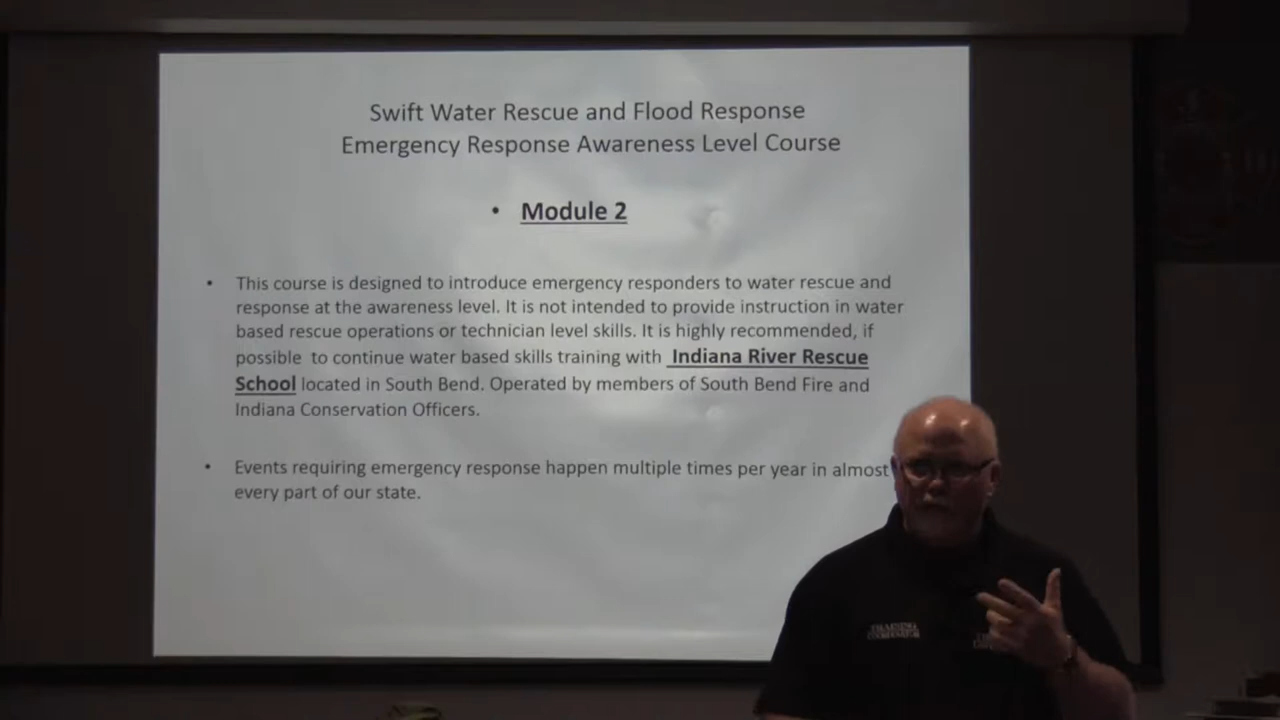 Swift Water Rescue and Flood Response
Emergency Response Awareness Level Course
• Module 2
• This course is designed to introduce emergency responders to water rescue and
response at the awareness level. It is not intended to provide instruction in water
based rescue operations or technician level skills. It is highly recommended, if
possible to continue water based skills training with Indiana River Rescue
School located in South Bend. Operated by members of South Bend Fire and
Indiana Conservation Officers.
• Events requiring emergency response happen multiple times per year in almost
every part of our state.